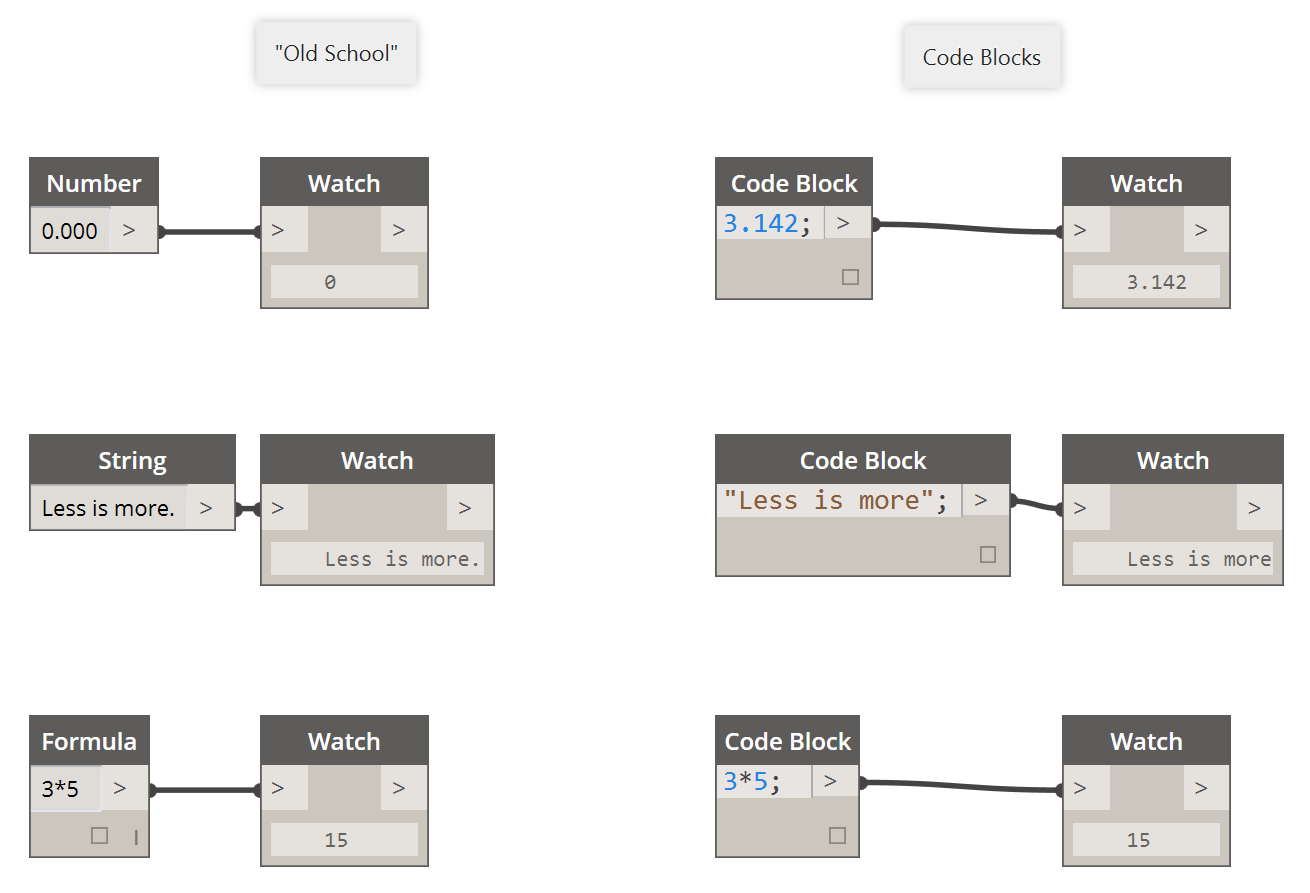 "Old School"
Code Blocks
Number
Watch
0.000 >
> >
0
Code Block
Watch
3.142; >
> >
3.142
String
Watch
Less is more. >
> >
Less is more.
Code Block
Watch
"Less is more"; >
> >
Less is more
Formula
Watch
3*5 >
> >
|
15
Code Block
Watch
3*5; >
> >
15